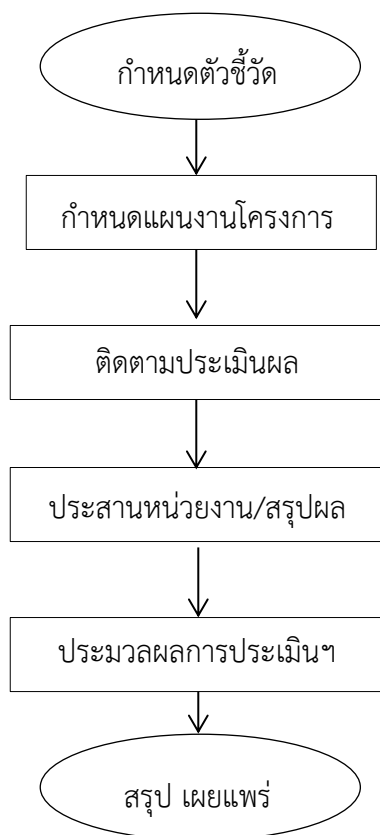 กำหนดตัวชี้วัด
กำหนดแผนงานโครงการ
ติดตามประเมินผล
ประสานหน่วยงาน/สรุปผล
ประมวลผลการประเมินฯ
สรุป เผยแพร่